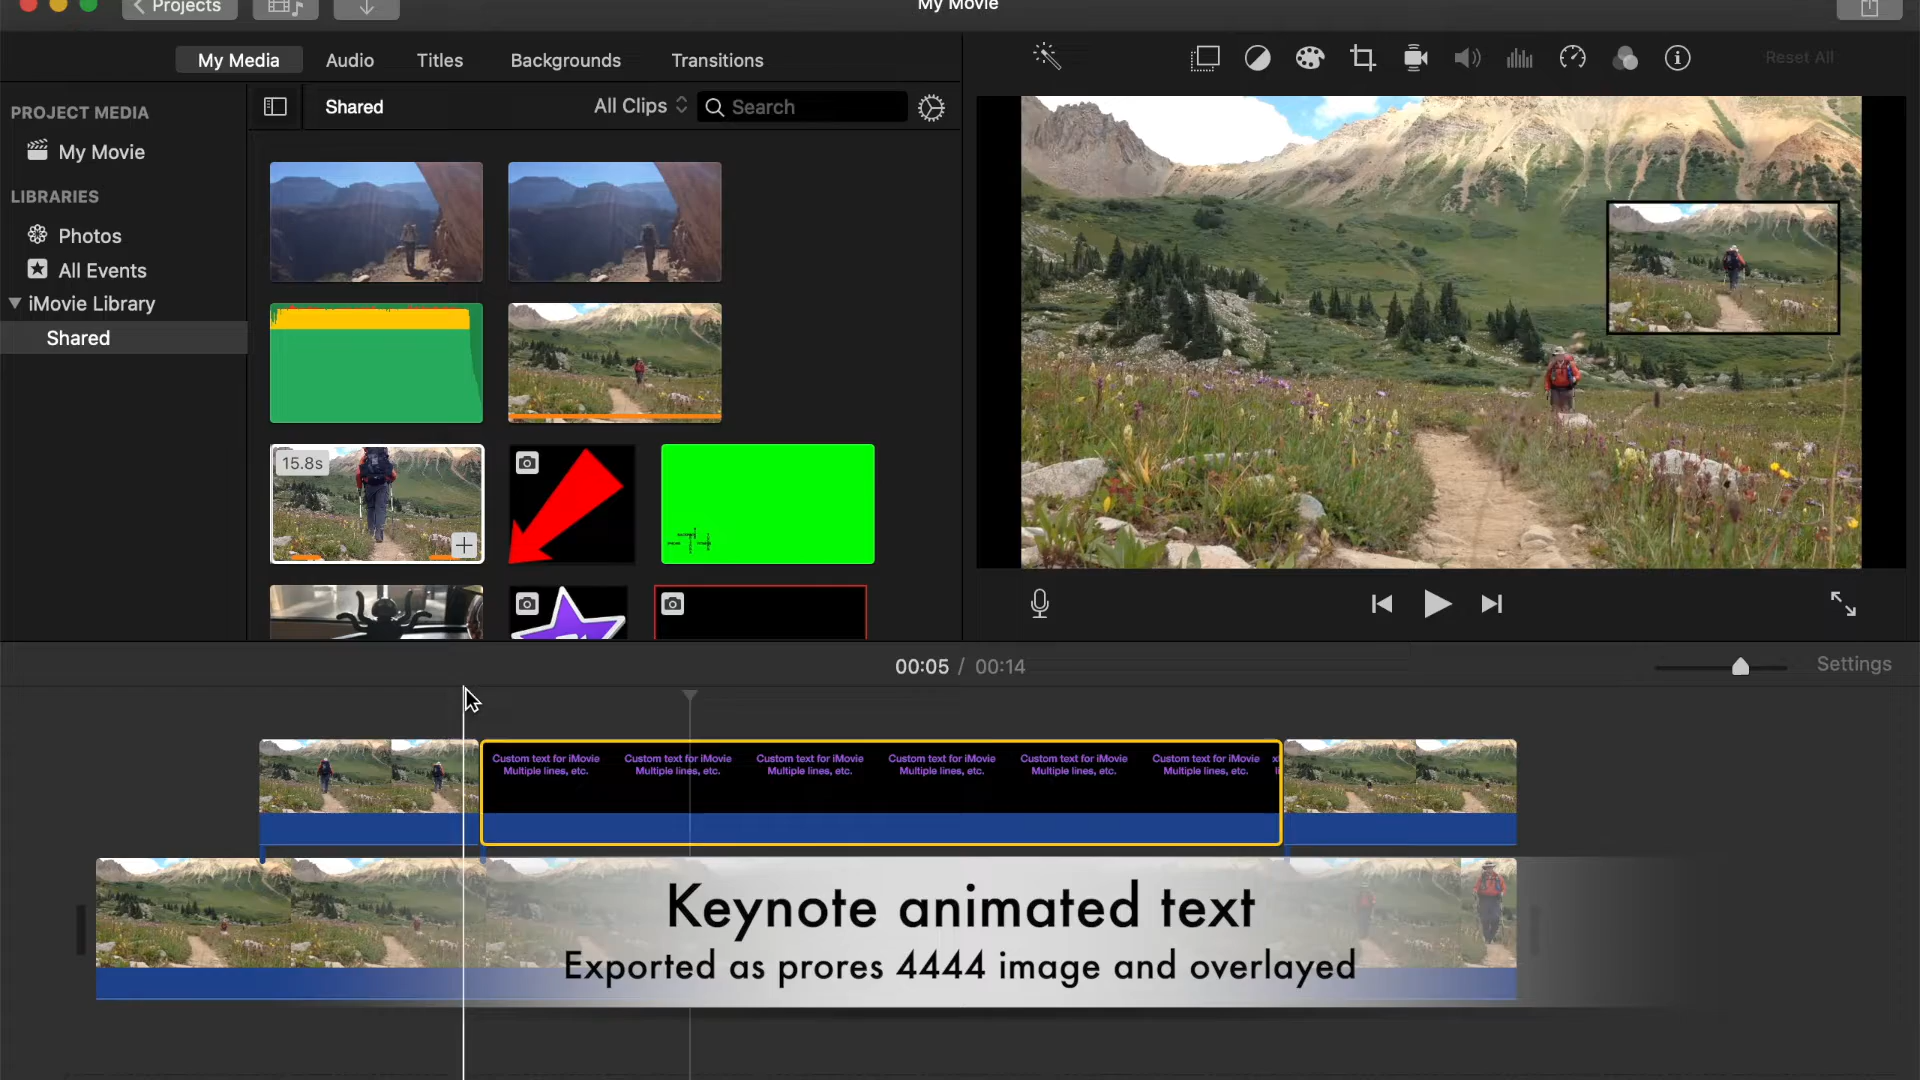 Projects
My Movie
My Media
Audio
Titles
Backgrounds
Transitions
Reset All
PROJECT MEDIA
My Movie
LIBRARIES
Photos
All Events
iMovie Library
Shared
Shared
All Clips
Search
15.8s
00:05 / 00:14
Settings
Custom text for iMovie Custom text for iMovie Custom text for iMovie Custom text for iMovie Custom text for iMovie Custom text for iMovie
Multiple lines, etc. Multiple lines, etc. Multiple lines, etc. Multiple lines, etc. Multiple lines, etc. Multiple lines, etc.
Keynote animated text
Exported as prores 4444 image and overlayed